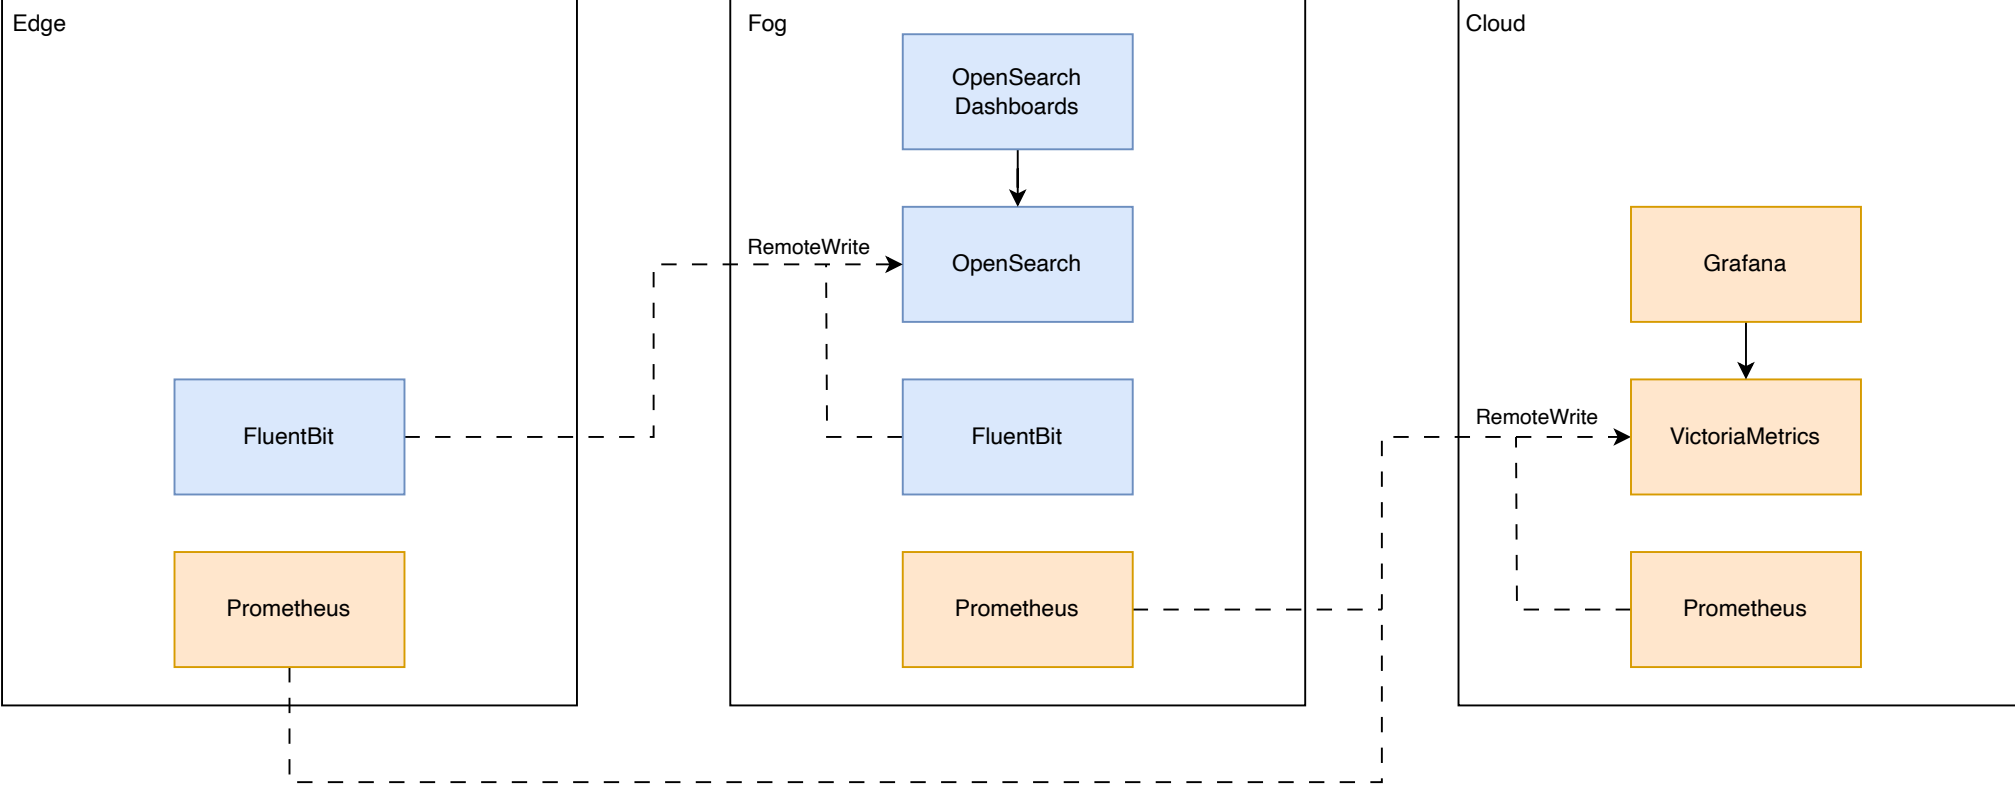 Edge
FluentBit
Prometheus
Fog
OpenSearch
Dashboards
RemoteWrite
OpenSearch
FluentBit
Prometheus
Cloud
Grafana
RemoteWrite
VictoriaMetrics
Prometheus